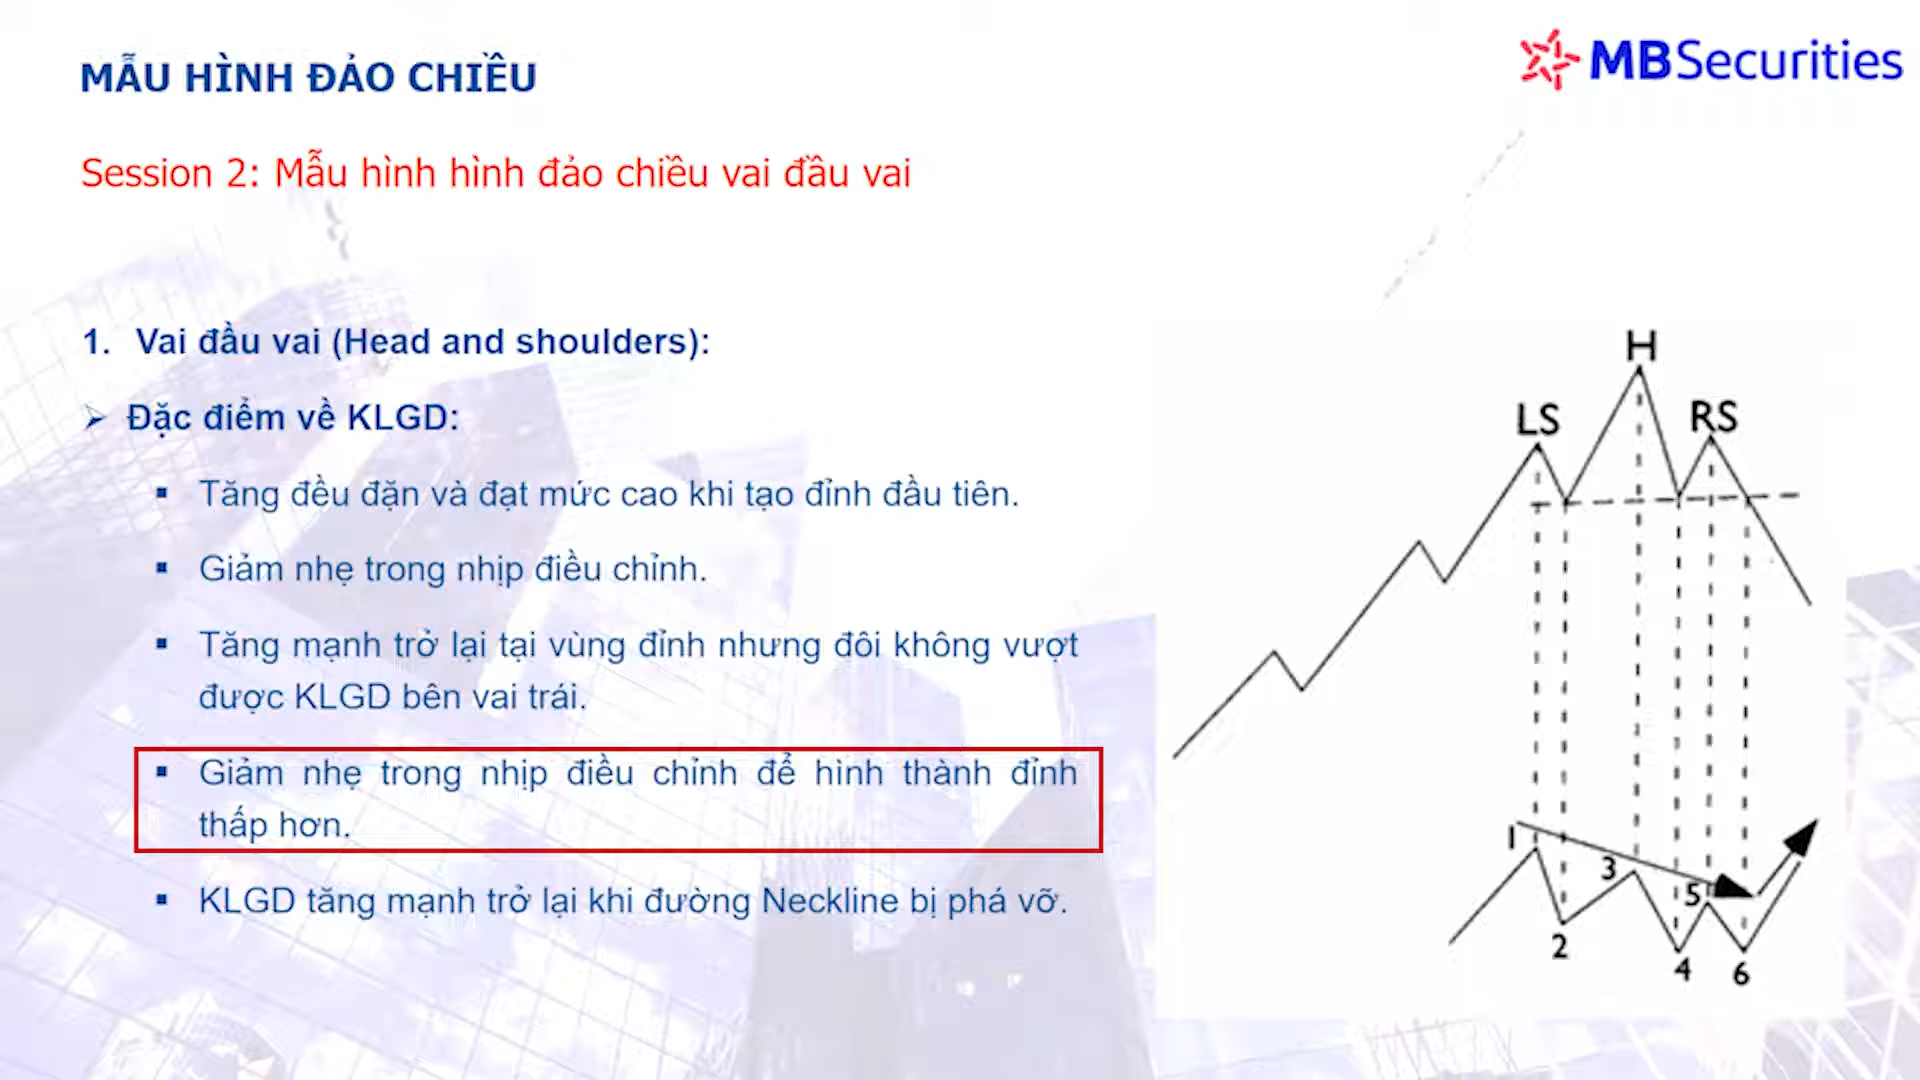 MẪU HÌNH ĐẢO CHIỀU
MBSecurities
Session 2: Mẫu hình hình đảo chiều vai đầu vai
1. Vai đầu vai (Head and shoulders):
Đặc điểm về KLGD:
Tăng đều đặn và đạt mức cao khi tạo đỉnh đầu tiên.
Giảm nhẹ trong nhịp điều chỉnh.
Tăng mạnh trở lại tại vùng đỉnh nhưng đôi không vượt
được KLGD bên vai trái.
Giảm nhẹ trong nhịp điều chỉnh để hình thành đỉnh
thấp hơn.
KLGD tăng mạnh trở lại khi đường Neckline bị phá vỡ.
H
LS
RS
1
3
5
2
4
6